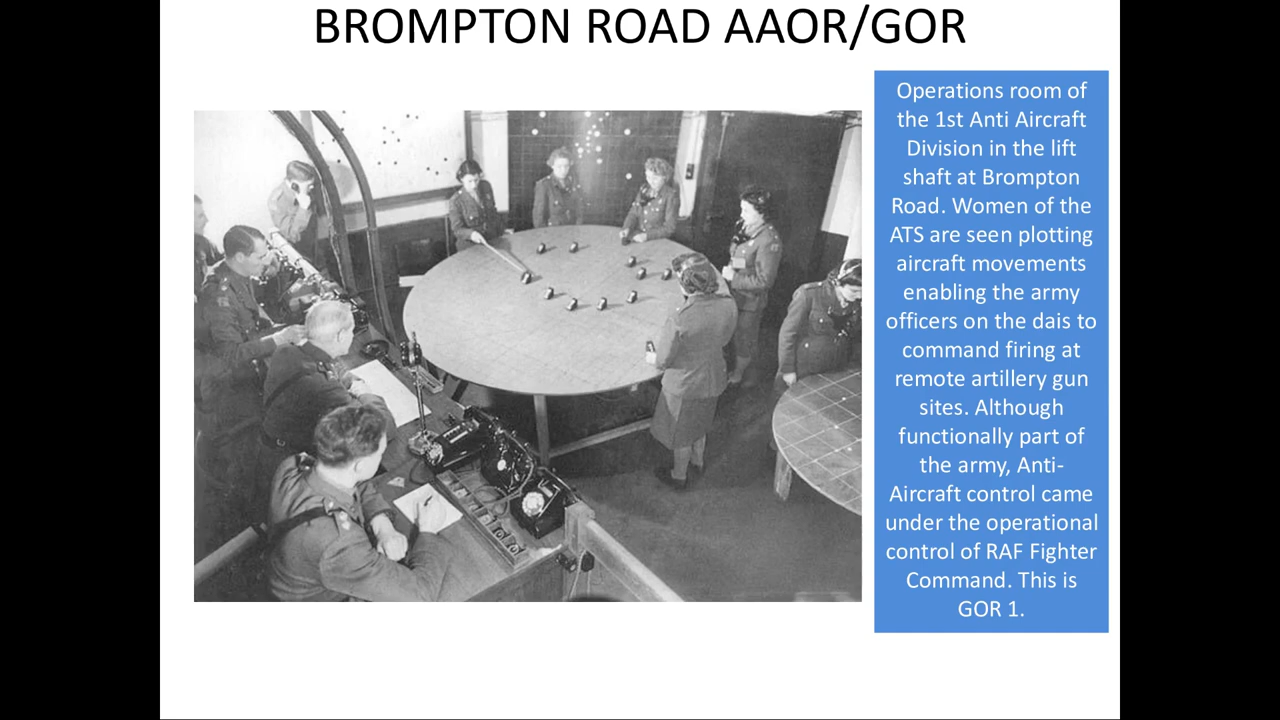 BROMPTON ROAD AAOR/GOR
Operations room of
the 1st Anti Aircraft
Division in the lift
shaft at Brompton
Road. Women of the
ATS are seen plotting
aircraft movements
enabling the army
officers on the dais to
command firing at
remote artillery gun
sites. Although
functionally part of
the army, Anti-
Aircraft control came
under the operational
control of RAF Fighter
Command. This is
GOR 1.